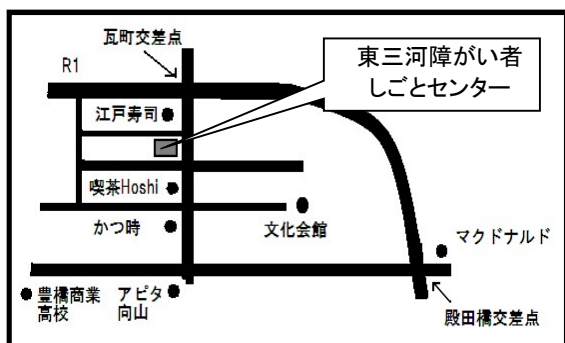 瓦町交差点
R1
東三河障がい者
しごとセンター
江戸寿司
喫茶Hoshi
かつ時
文化会館
マクドナルド
豊橋商業
高校
アピタ
向山
殿田橋交差点